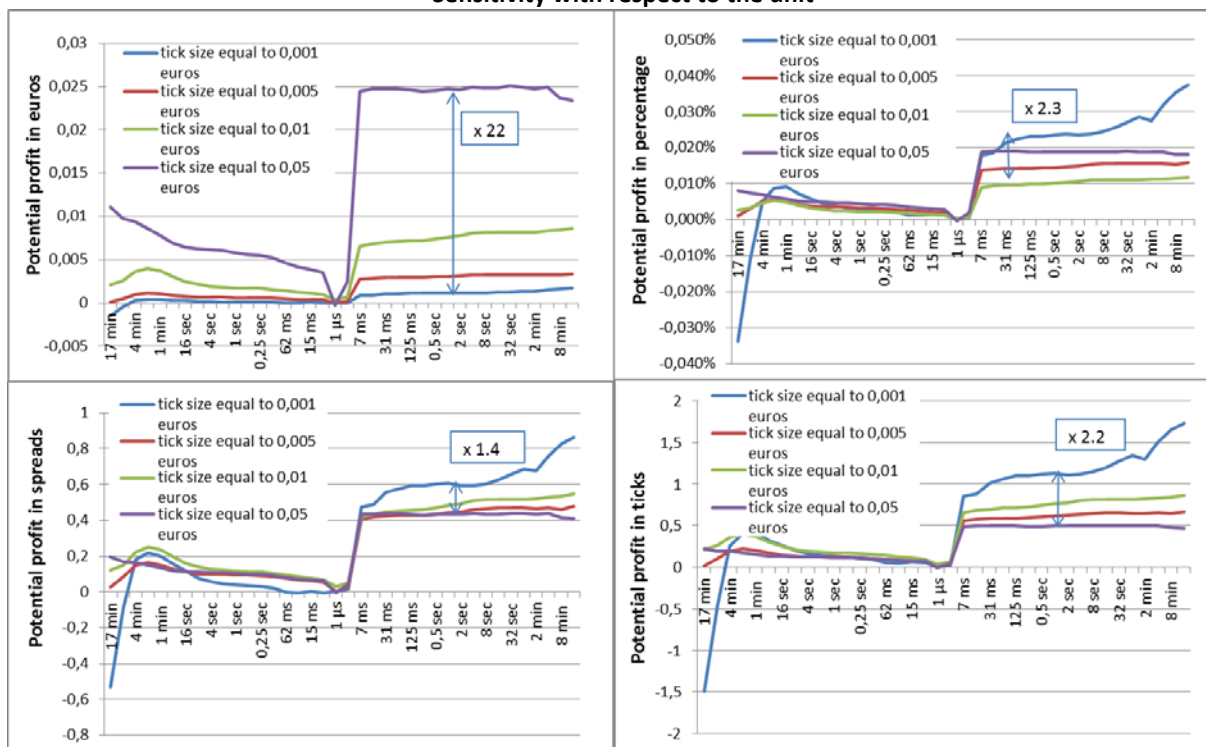 Sensitivity with respect to the unit
Potential profit in euros
0,03
0,025
0,02
0,015
0,01
0,005
0
-0,005
tick size equal to 0,001
euros
tick size equal to 0,005
euros
tick size equal to 0,01
euros
tick size equal to 0,05
euros
x 22
17 min
4 min
1 min
16 sec
4 sec
1 sec
0,25 sec
62 ms
15 ms
1 µs
7 ms
31 ms
125 ms
0,5 sec
2 sec
8 sec
32 sec
2 min
8 min
Potential profit in percentage
0,050%
0,040%
0,030%
0,020%
0,010%
0,000%
-0,010%
-0,020%
-0,030%
-0,040%
tick size equal to 0,001
euros
tick size equal to 0,005
euros
tick size equal to 0,01
euros
tick size equal to 0,05
euros
x 2.3
17 min
4 min
1 min
16 sec
4 sec
1 sec
0,25 sec
62 ms
15 ms
1 µs
7 ms
31 ms
125 ms
0,5 sec
2 sec
8 sec
32 sec
2 min
8 min
Potential profit in spreads
1
0,8
0,6
0,4
0,2
0
-0,2
-0,4
-0,6
-0,8
tick size equal to 0,001
euros
tick size equal to 0,005
euros
tick size equal to 0,01
euros
tick size equal to 0,05
euros
x 1.4
17 min
4 min
1 min
16 sec
4 sec
1 sec
0,25 sec
62 ms
15 ms
1 µs
7 ms
31 ms
125 ms
0,5 sec
2 sec
8 sec
32 sec
2 min
8 min
Potential profit in ticks
2
1,5
1
0,5
0
-0,5
-1
-1,5
-2
tick size equal to 0,001
euros
tick size equal to 0,005
euros
tick size equal to 0,01
euros
tick size equal to 0,05
euros
x 2.2
17 min
4 min
1 min
16 sec
4 sec
1 sec
0,25 sec
62 ms
15 ms
1 µs
7 ms
31 ms
125 ms
0,5 sec
2 sec
8 sec
32 sec
2 min
8 min